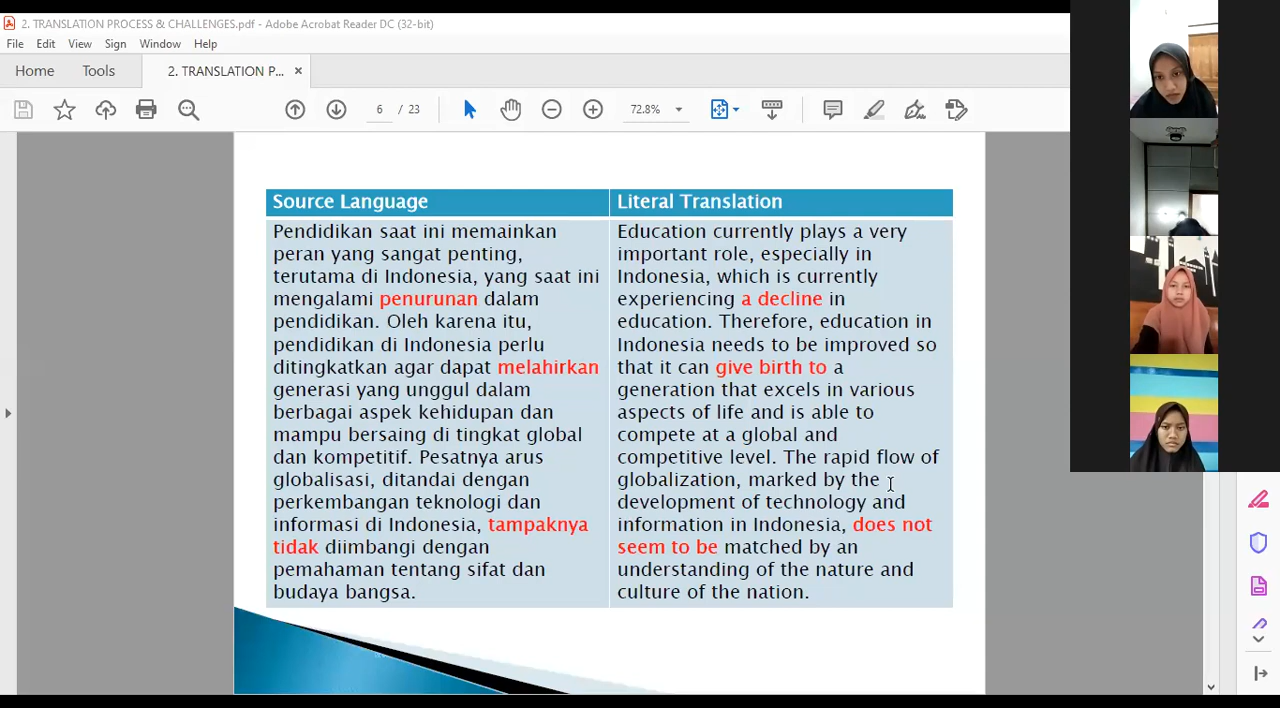 2. TRANSLATION PROCESS & CHALLENGES.pdf - Adobe Acrobat Reader DC (32-bit)
File Edit View Sign Window Help
Home Tools 2. TRANSLATION P... ×
6 / 23 72.8%
Source Language
Pendidikan saat ini memainkan
peran yang sangat penting,
terutama di Indonesia, yang saat ini
mengalami penurunan dalam
pendidikan. Oleh karena itu,
pendidikan di Indonesia perlu
ditingkatkan agar dapat melahirkan
generasi yang unggul dalam
berbagai aspek kehidupan dan
mampu bersaing di tingkat global
dan kompetitif. Pesatnya arus
globalisasi, ditandai dengan
perkembangan teknologi dan
informasi di Indonesia, tampaknya
tidak diimbangi dengan
pemahaman tentang sifat dan
budaya bangsa.
Literal Translation
Education currently plays a very
important role, especially in
Indonesia, which is currently
experiencing a decline in
education. Therefore, education in
Indonesia needs to be improved so
that it can give birth to a
generation that excels in various
aspects of life and is able to
compete at a global and
competitive level. The rapid flow of
globalization, marked by the
development of technology and
information in Indonesia, does not
seem to be matched by an
understanding of the nature and
culture of the nation.